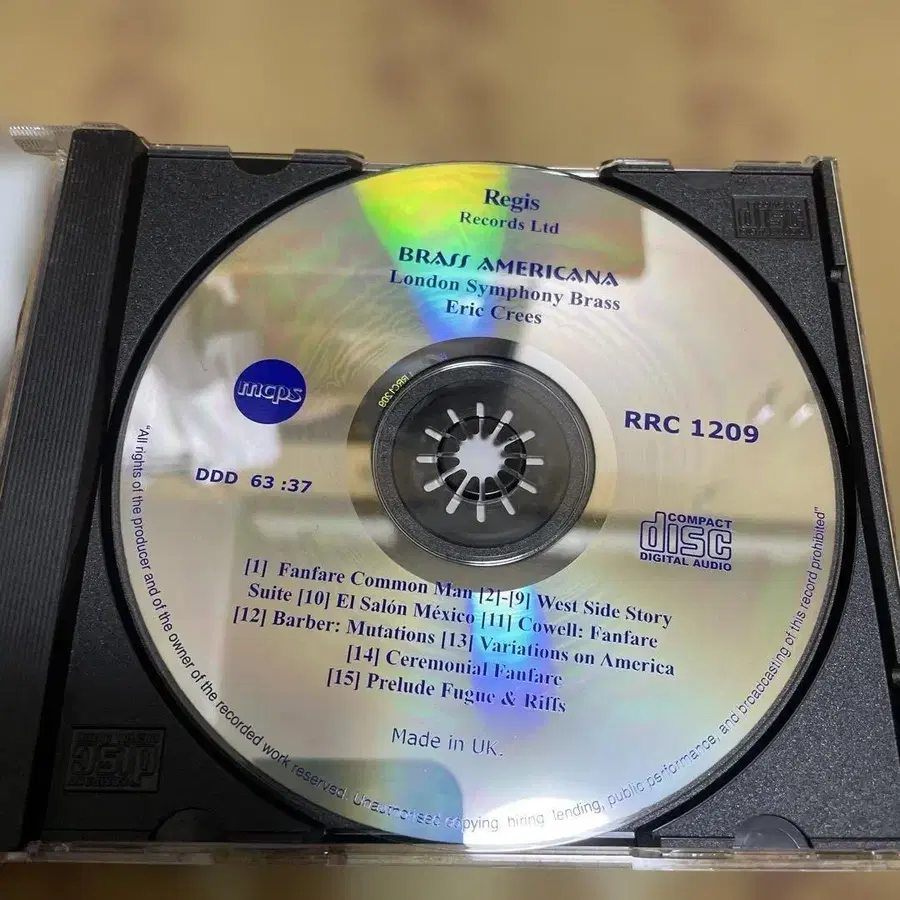 Regis
Records Ltd
BRASS AMERICANA
London Symphony Brass
Eric Crees
mcps
RRC 1209
DDD 63 :37
COMPACT
disc
DIGITAL AUDIO
[1] Fanfare Common Man [2]-[9] West Side Story
Suite [10] El Salón México [11] Cowell: Fanfare
[12] Barber: Mutations [13] Variations on America
[14] Ceremonial Fanfare
[15] Prelude Fugue & Riffs
Made in UK.
"All rights of the producer and of the owner of the recorded work reserved. Unauthorised copying, hiring, lending, public performance, and broadcasting of this record prohibited"
RRC1209
disc
disc